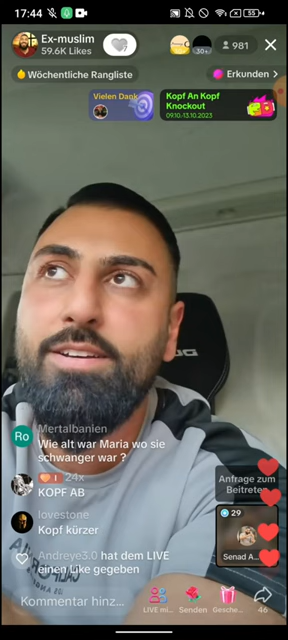 17:44
55
Ex-muslim
59.6K Likes
30+
981
Wöchentliche Rangliste
Erkunden >
Vielen Dank
Kopf An Kopf
Knockout
09.10-13.10.2023
Mertalbanien
Ro
Wie alt war Maria wo sie
schwanger war ?
1 24x
KOPF AB
lovestone
Kopf kürzer
Andreye3.0 hat dem LIVE
einen Like gegeben
Anfrage zum
Beitreten
29
Senad A...
Kommentar hinz...
LIVE mi...
Senden
Gesche...
46